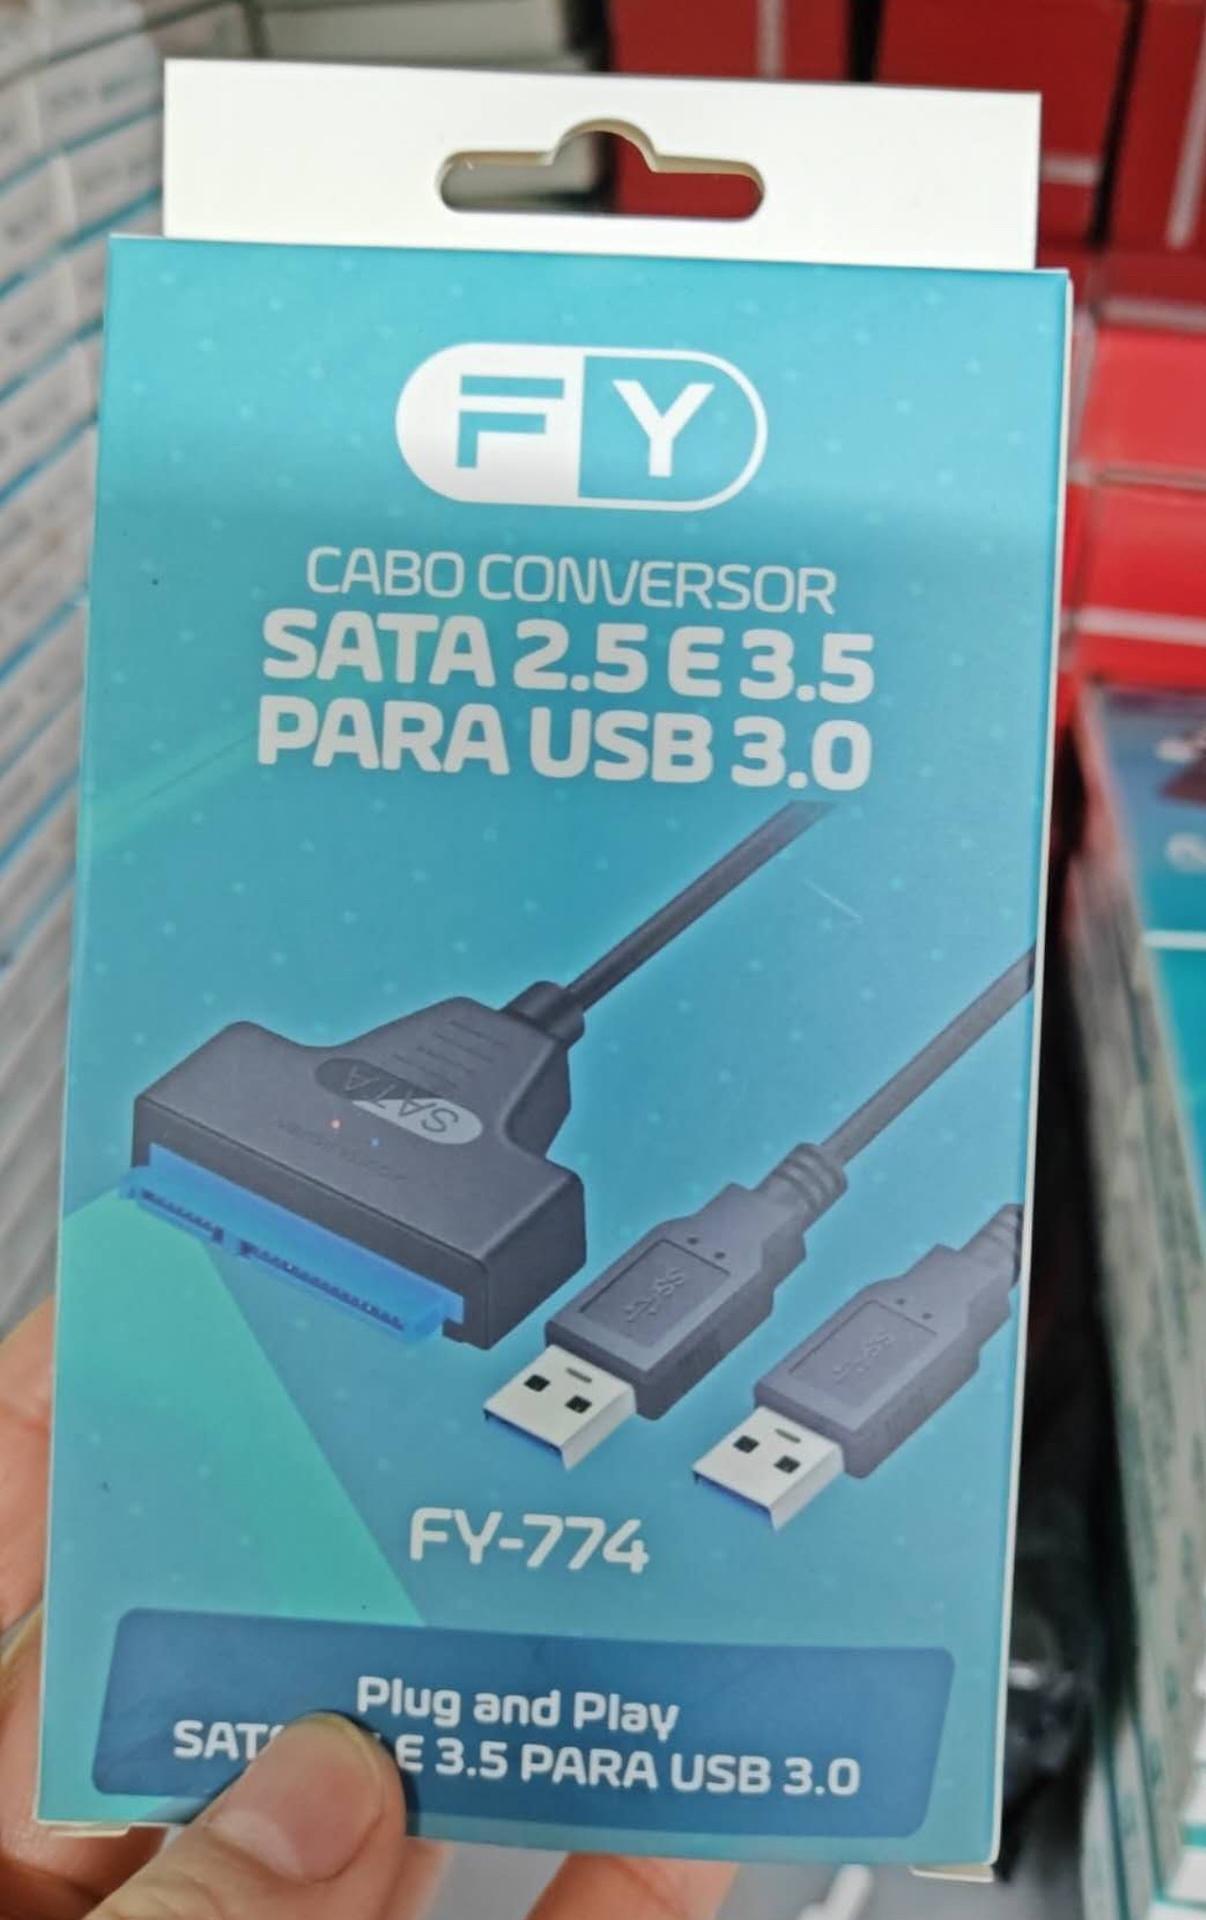 FY
CABO CONVERSOR
SATA 2.5 E 3.5
PARA USB 3.0
SATA
FY-774
Plug and Play
E 3.5 PARA USB 3.0